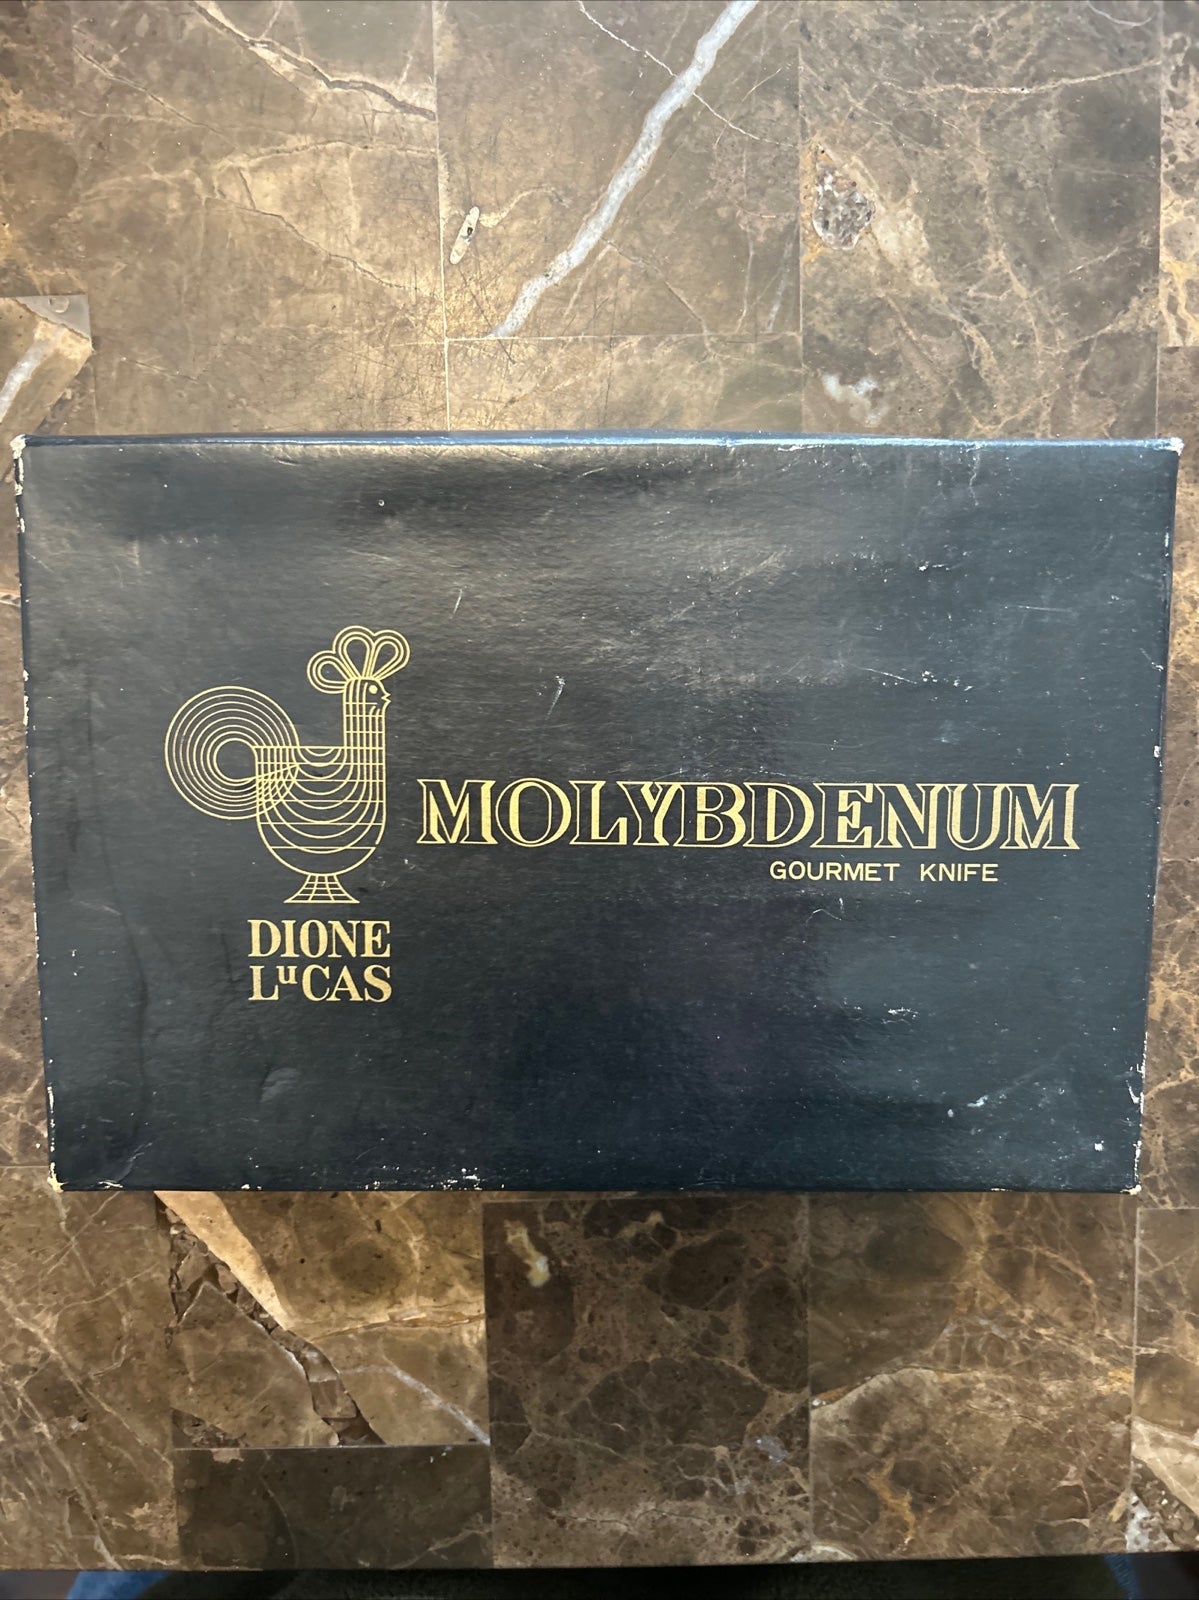 MOLYBDENUM
GOURMET KNIFE
DIONE
LuCAS